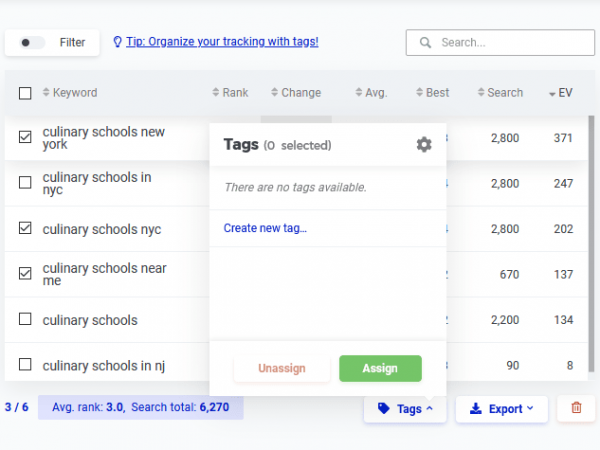 Filter
Tip: Organize your tracking with tags!
Search...
Keyword Rank Change Avg. Best Search EV
culinary schools new
york
2,800 371
culinary schools in
nyc
2,800 247
culinary schools nyc
2,800 202
culinary schools near
me
670 137
culinary schools
2,200 134
culinary schools in nj
90 8
Tags (0 selected)
There are no tags available.
Create new tag...
Unassign Assign
3 / 6 Avg. rank: 3.0, Search total: 6,270 Tags Export